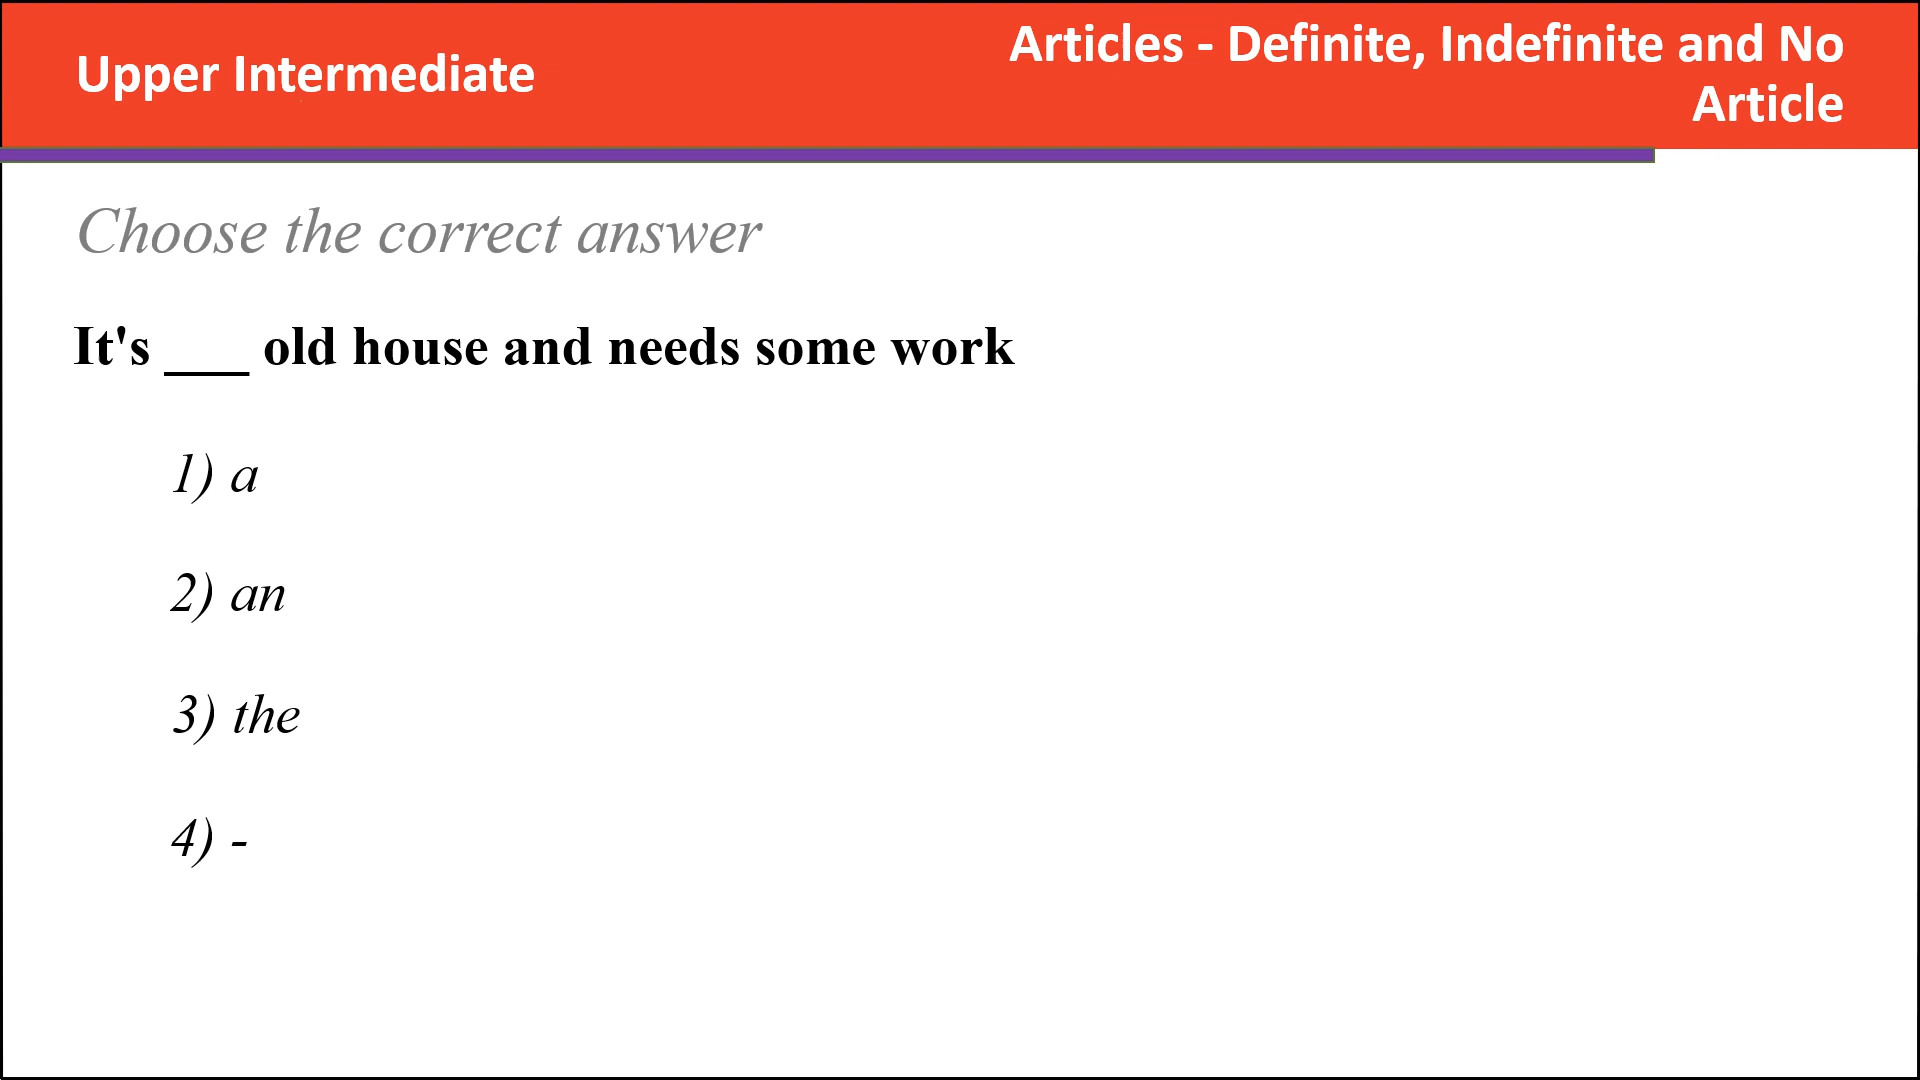 Upper Intermediate
Articles - Definite, Indefinite and No
Article
Choose the correct answer
It's ___ old house and needs some work
1) a
2) an
3) the
4) -